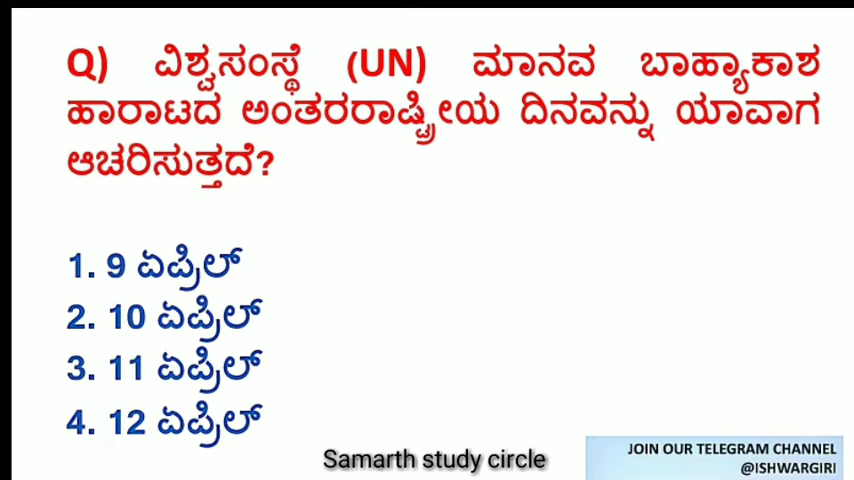 Q) ವಿಶ್ವಸಂಸ್ಥೆ (UN) ಮಾನವ ಬಾಹ್ಯಾಕಾಶ
ಹಾರಾಟದ ಅಂತರರಾಷ್ಟ್ರೀಯ ದಿನವನ್ನು ಯಾವಾಗ
ಆಚರಿಸುತ್ತದೆ?
1. 9 ಏಪ್ರಿಲ್
2. 10 ಏಪ್ರಿಲ್
3. 11 ಏಪ್ರಿಲ್
4. 12 ಏಪ್ರಿಲ್
Samarth study circle
JOIN OUR TELEGRAM CHANNEL
@ISHWARGIRI